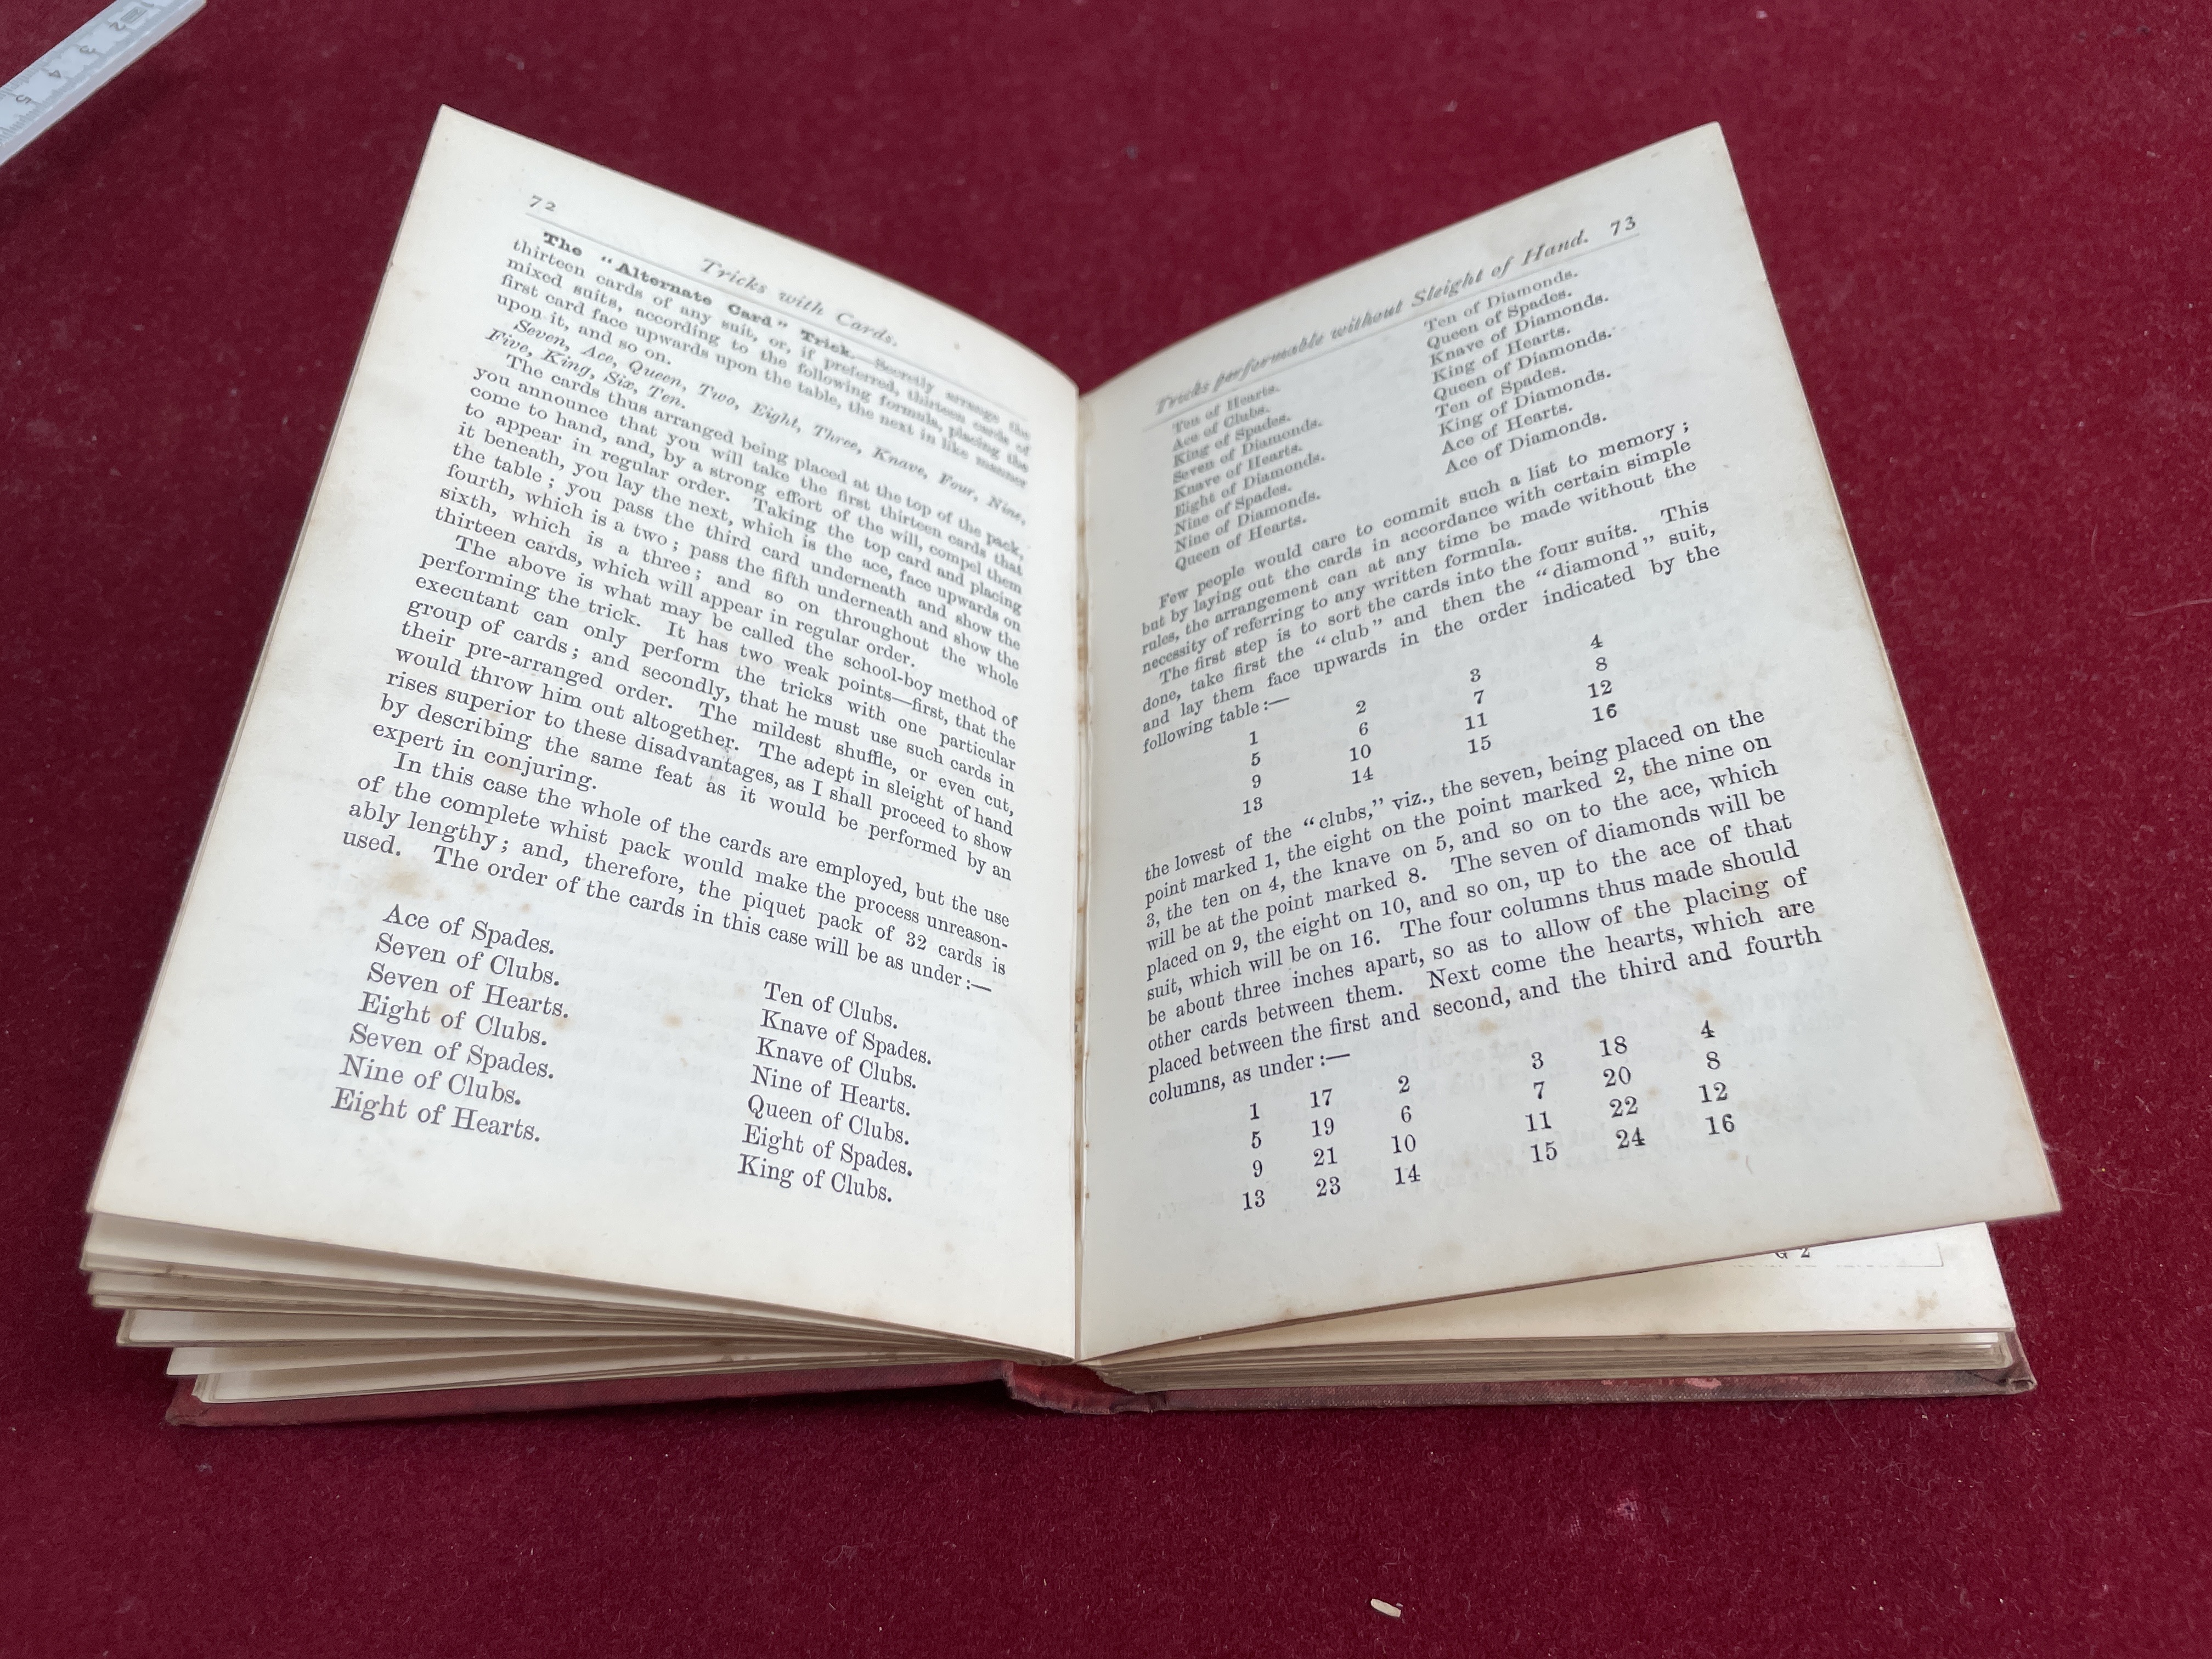 72
Tricks with Cards.
The "Alternate Card" Trick.—Secretly arrange the
thirteen cards of any suit, or, if preferred, thirteen cards of
mixed suits, according to the following formula, placing the
first card face upwards upon the table, the next in like manner
upon it, and so on.
Seven, Ace, Queen, Two, Eight, Three, Knave, Four, Nine,
Five, King, Six, Ten.
The cards thus arranged being placed at the top of the pack,
you announce that you will take the first thirteen cards that
come to hand, and, by a strong effort of the will, compel them
to appear in regular order. Taking the top card and placing
it beneath, you lay the next, which is the ace, face upwards on
the table; you pass the third card underneath and show the
fourth, which is a two; pass the fifth underneath and show the
sixth, which is a three; and so on throughout the whole
thirteen cards, which will appear in regular order.
The above is what may be called the school-boy method of
performing the trick. It has two weak points—first, that the
executant can only perform the tricks with one particular
group of cards; and secondly, that he must use such cards in
their pre-arranged order. The mildest shuffle, or even cut,
would throw him out altogether. The adept in sleight of hand
rises superior to these disadvantages, as I shall proceed to show
by describing the same feat as it would be performed by an
expert in conjuring.
In this case the whole of the cards are employed, but the use
of the complete whist pack would make the process unreason-
ably lengthy; and, therefore, the piquet pack of 32 cards is
used. The order of the cards in this case will be as under:—
Ace of Spades.
Seven of Clubs.
Seven of Hearts.
Eight of Clubs.
Seven of Spades.
Nine of Clubs.
Eight of Hearts.
Ten of Clubs.
Knave of Spades.
Knave of Clubs.
Nine of Hearts.
Queen of Clubs.
Eight of Spades.
King of Clubs.
Tricks performable without Sleight of Hand. 73
Ten of Hearts.
Ace of Clubs.
King of Spades.
Seven of Diamonds.
Knave of Hearts.
Eight of Diamonds.
Nine of Spades.
Nine of Diamonds.
Queen of Hearts.
Ten of Diamonds.
Queen of Spades.
Knave of Diamonds.
King of Hearts.
Queen of Diamonds.
Ten of Spades.
King of Diamonds.
Ace of Hearts.
Ace of Diamonds.
Few people would care to commit such a list to memory;
but by laying out the cards in accordance with certain simple
rules, the arrangement can at any time be made without the
necessity of referring to any written formula.
The first step is to sort the cards into the four suits. This
done, take first the "club" and then the "diamond" suit,
and lay them face upwards in the order indicated by the
following table:—
1 2 3 4
5 6 7 8
9 10 11 12
13 14 15 16
the lowest of the "clubs," viz., the seven, being placed on the
point marked 1, the eight on the point marked 2, the nine on
3, the ten on 4, the knave on 5, and so on to the ace, which
will be at the point marked 8. The seven of diamonds will be
placed on 9, the eight on 10, and so on, up to the ace of that
suit, which will be on 16. The four columns thus made should
be about three inches apart, so as to allow of the placing of
other cards between them. Next come the hearts, which are
placed between the first and second, and the third and fourth
columns, as under:—
1 17 2 3 18 4
5 19 6 7 20 8
9 21 10 11 22 12
13 23 14 15 24 16
G 2
1 2 3 4 5